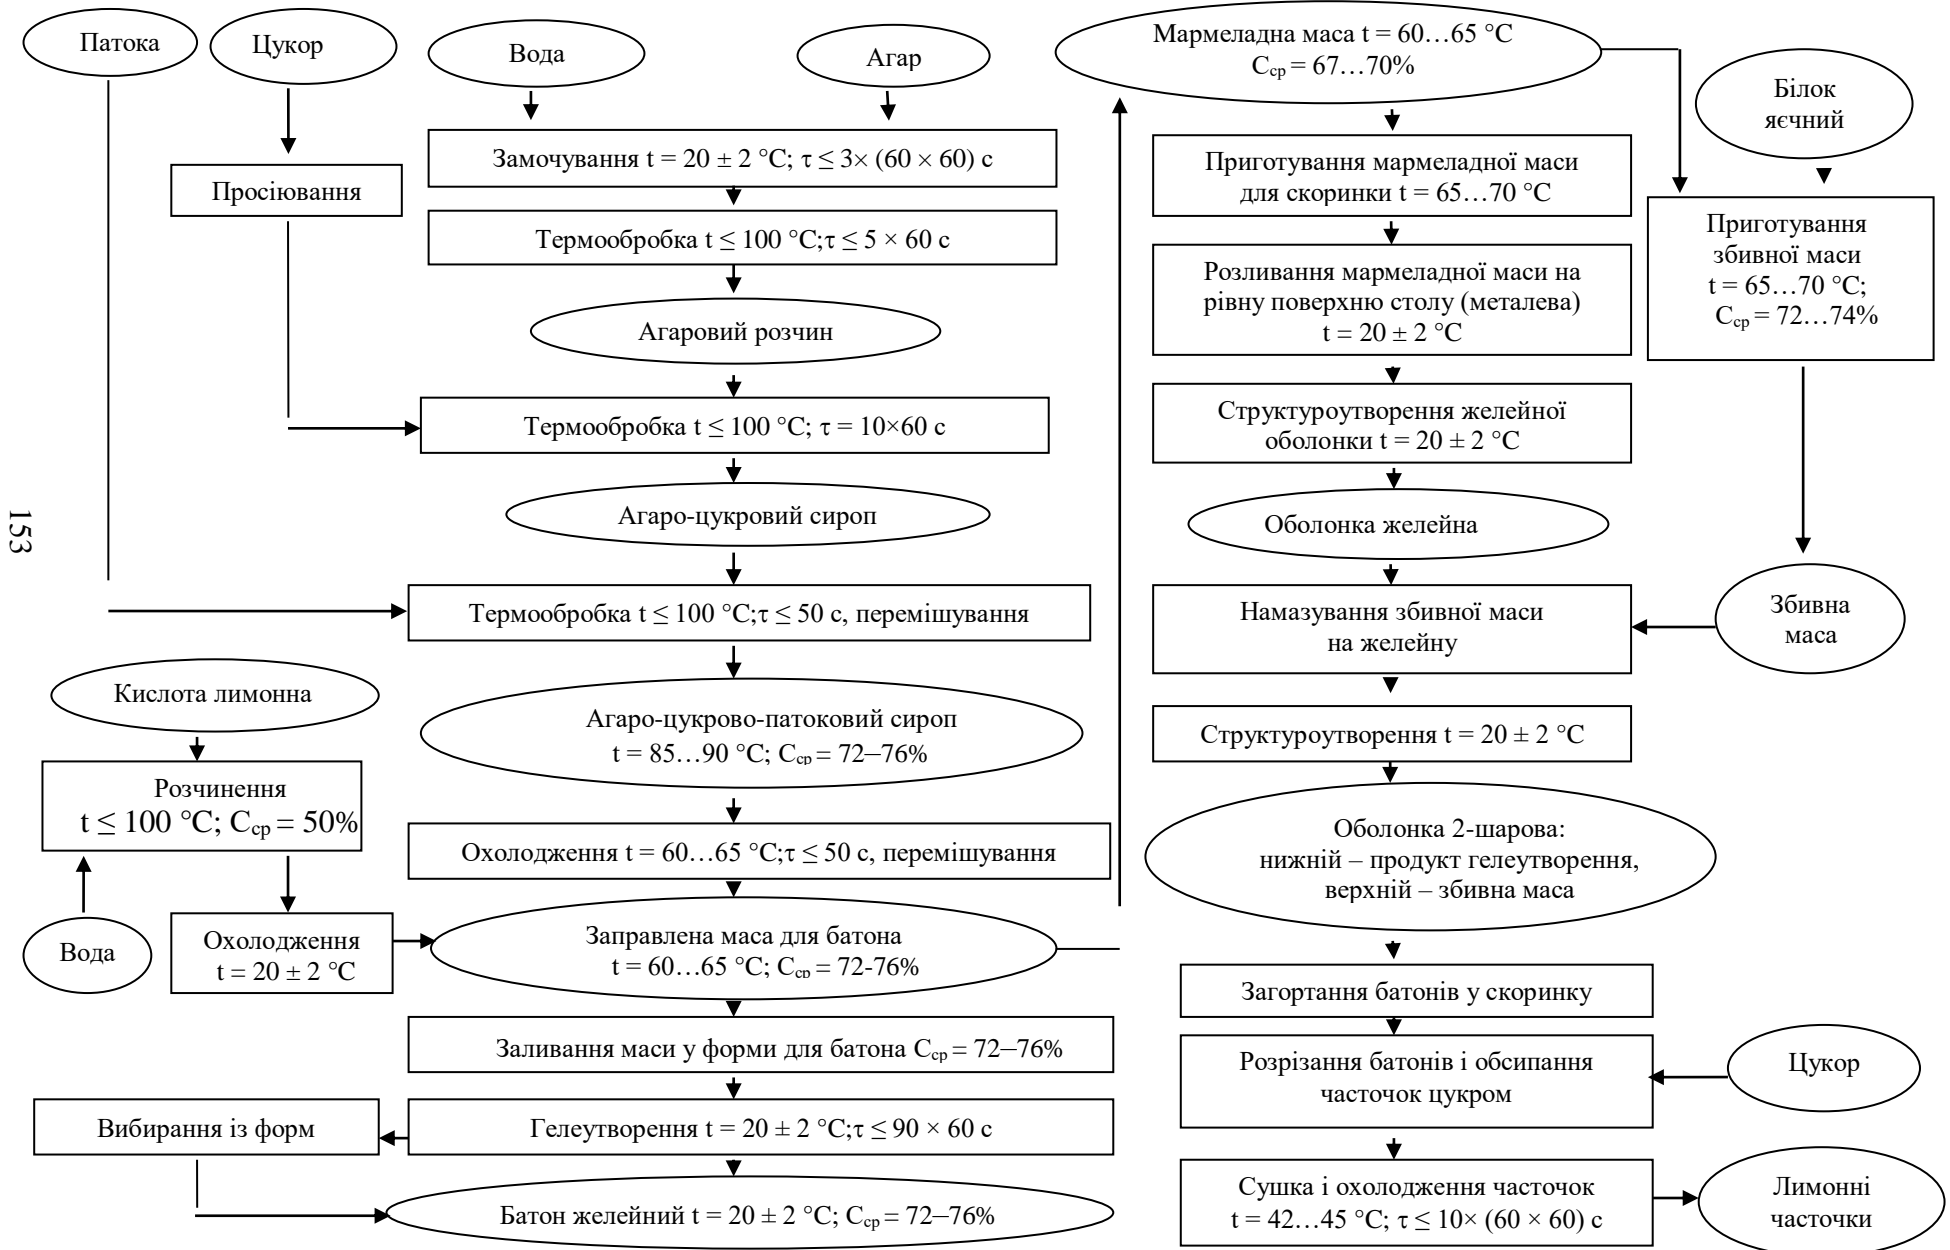 Патока
Цукор
Вода
Агар
Просіювання
Замочування t = 20 ± 2 °C; τ ≤ 3× (60 × 60) с
Термообробка t ≤ 100 °C;τ ≤ 5 × 60 с
Агаровий розчин
Термообробка t ≤ 100 °C; τ = 10×60 с
Агаро-цукровий сироп
Термообробка t ≤ 100 °C;τ ≤ 50 с, перемішування
Кислота лимонна
Розчинення
t ≤ 100 °C; Cср = 50%
Вода
Охолодження
t = 20 ± 2 °C
Агаро-цукрово-патоковий сироп
t = 85…90 °C; Cср = 72–76%
Охолодження t = 60…65 °C;τ ≤ 50 с, перемішування
Заправлена маса для батона
t = 60…65 °C; Cср = 72-76%
Заливання маси у форми для батона Cср = 72–76%
Гелеутворення t = 20 ± 2 °C;τ ≤ 90 × 60 с
Вибирання із форм
Батон желейний t = 20 ± 2 °C; Cср = 72–76%
Мармеладна маса t = 60…65 °C
Cср = 67…70%
Білок
яєчний
Приготування мармеладної маси
для скоринки t = 65…70 °C
Приготування
збивної маси
t = 65…70 °C;
Cср = 72…74%
Розливання мармеладної маси на
рівну поверхню столу (металева)
t = 20 ± 2 °C
Структуроутворення желейної
оболонки t = 20 ± 2 °C
Оболонка желейна
Намазування збивної маси
на желейну
Збивна
маса
Структуроутворення t = 20 ± 2 °C
Оболонка 2-шарова:
нижній – продукт гелеутворення,
верхній – збивна маса
Загортання батонів у скоринку
Розрізання батонів і обсипання
часточок цукром
Цукор
Сушка і охолодження часточок
t = 42…45 °C; τ ≤ 10× (60 × 60) с
Лимонні
часточки
153